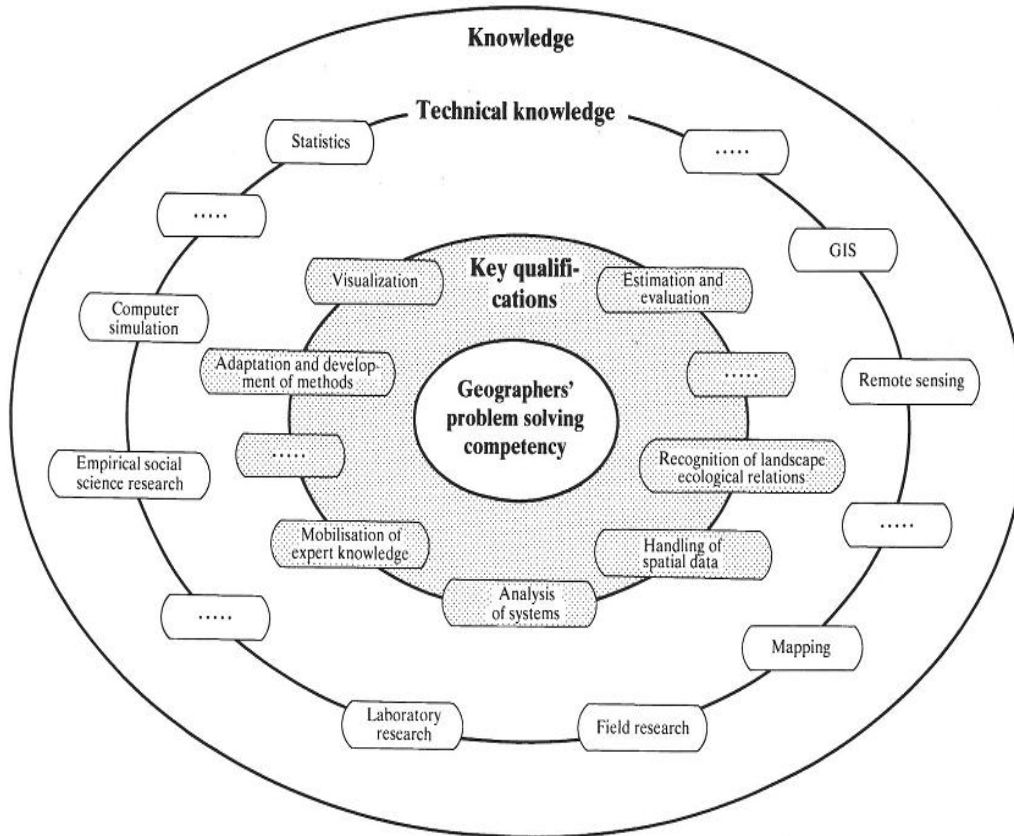 Knowledge
Technical knowledge
Statistics
.....
.....
GIS
Key qualifi-
cations
Visualization
Estimation and
evaluation
Computer
simulation
Adaptation and develop-
ment of methods
.....
Remote sensing
Geographers'
problem solving
competency
.....
Empirical social
science research
Recognition of landscape
ecological relations
.....
Mobilisation of
expert knowledge
Handling of
spatial data
Analysis
of systems
.....
Mapping
Laboratory
research
Field research